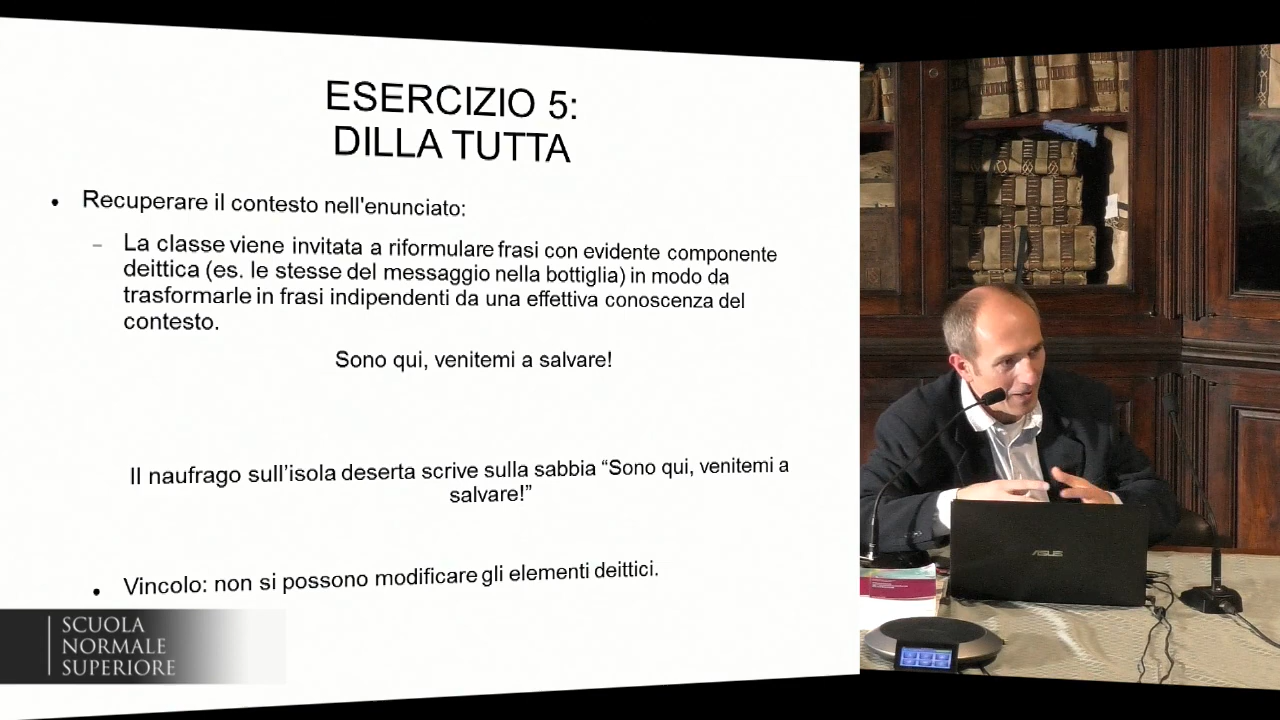 ESERCIZIO 5:
DILLA TUTTA
• Recuperare il contesto nell'enunciato:
– La classe viene invitata a riformulare frasi con evidente componente
deittica (es. le stesse del messaggio nella bottiglia) in modo da
trasformarle in frasi indipendenti da una effettiva conoscenza del
contesto.
Sono qui, venitemi a salvare!
Il naufrago sull’isola deserta scrive sulla sabbia “Sono qui, venitemi a
salvare!”
• Vincolo: non si possono modificare gli elementi deittici.
SCUOLA
NORMALE
SUPERIORE
ASUS